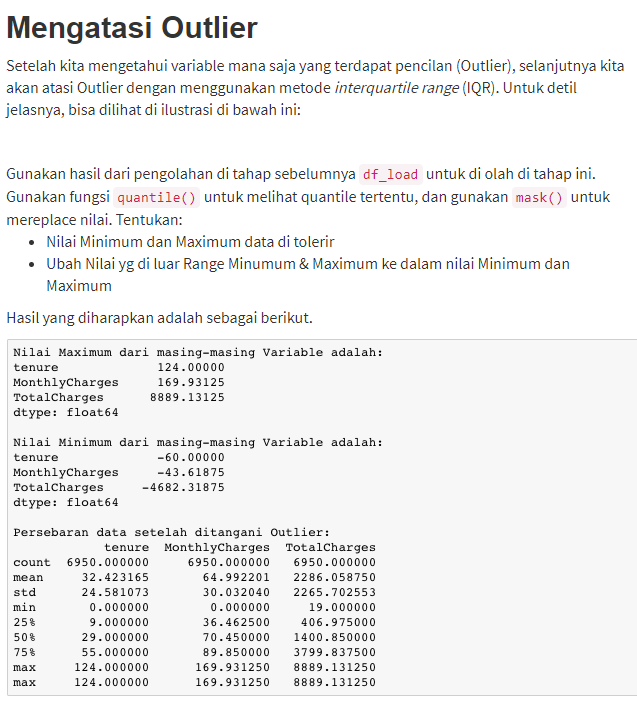 Mengatasi Outlier
Setelah kita mengetahui variable mana saja yang terdapat pencilan (Outlier), selanjutnya kita
akan atasi Outlier dengan menggunakan metode interquartile range (IQR). Untuk detil
jelasnya, bisa dilihat di ilustrasi di bawah ini:
Gunakan hasil dari pengolahan di tahap sebelumnya df_load untuk di olah di tahap ini.
Gunakan fungsi quantile() untuk melihat quantile tertentu, dan gunakan mask() untuk
mereplace nilai. Tentukan:
• Nilai Minimum dan Maximum data di tolerir
• Ubah Nilai yg di luar Range Minumum & Maximum ke dalam nilai Minimum dan
Maximum
Hasil yang diharapkan adalah sebagai berikut.
Nilai Maximum dari masing-masing Variable adalah:
tenure 124.00000
MonthlyCharges 169.93125
TotalCharges 8889.13125
dtype: float64
Nilai Minimum dari masing-masing Variable adalah:
tenure -60.00000
MonthlyCharges -43.61875
TotalCharges -4682.31875
dtype: float64
Persebaran data setelah ditangani Outlier:
tenure MonthlyCharges TotalCharges
count 6950.000000 6950.000000 6950.000000
mean 32.423165 64.992201 2286.058750
std 24.581073 30.032040 2265.702553
min 0.000000 0.000000 19.000000
25% 9.000000 36.462500 406.975000
50% 29.000000 70.450000 1400.850000
75% 55.000000 89.850000 3799.837500
max 124.000000 169.931250 8889.131250
max 124.000000 169.931250 8889.131250